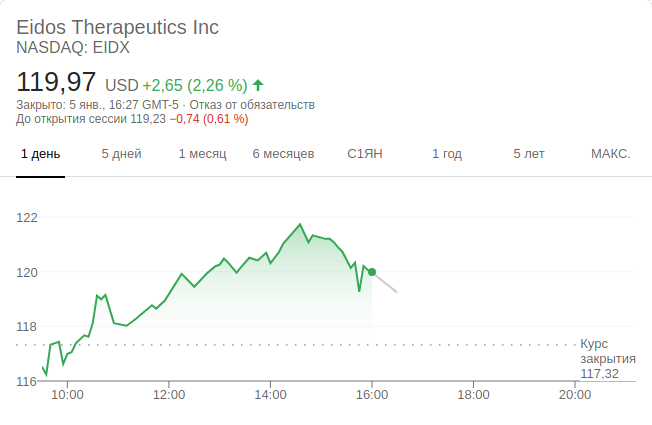 Eidos Therapeutics Inc
NASDAQ: EIDX
119,97 USD +2,65 (2,26 %)
Закрыто: 5 янв., 16:27 GMT-5 · Отказ от обязательств
До открытия сессии 119,23 −0,74 (0,61 %)
1 день 5 дней 1 месяц 6 месяцев С1ЯН 1 год 5 лет МАКС.
122
120
118
Курс
закрытия
117,32
116
10:00 12:00 14:00 16:00 18:00 20:00